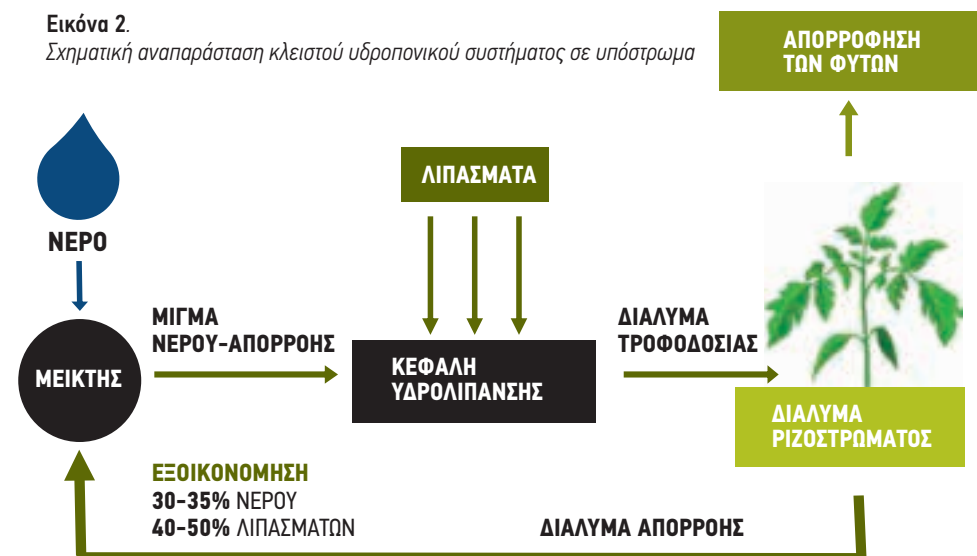 Εικόνα 2.
Σχηματική αναπαράσταση κλειστού υδροπονικού συστήματος σε υπόστρωμα
ΑΠΟΡΡΟΦΗΣΗ
ΤΩΝ ΦΥΤΩΝ
ΛΙΠΑΣΜΑΤΑ
ΝΕΡΟ
ΜΕΙΚΤΗΣ
ΜΙΓΜΑ
ΝΕΡΟΥ-ΑΠΟΡΡΟΗΣ
ΚΕΦΑΛΗ
ΥΔΡΟΛΙΠΑΝΣΗΣ
ΔΙΑΛΥΜΑ
ΤΡΟΦΟΔΟΣΙΑΣ
ΔΙΑΛΥΜΑ
ΡΙΖΟΣΤΡΩΜΑΤΟΣ
ΕΞΟΙΚΟΝΟΜΗΣΗ
30-35% ΝΕΡΟΥ
40-50% ΛΙΠΑΣΜΑΤΩΝ
ΔΙΑΛΥΜΑ ΑΠΟΡΡΟΗΣ